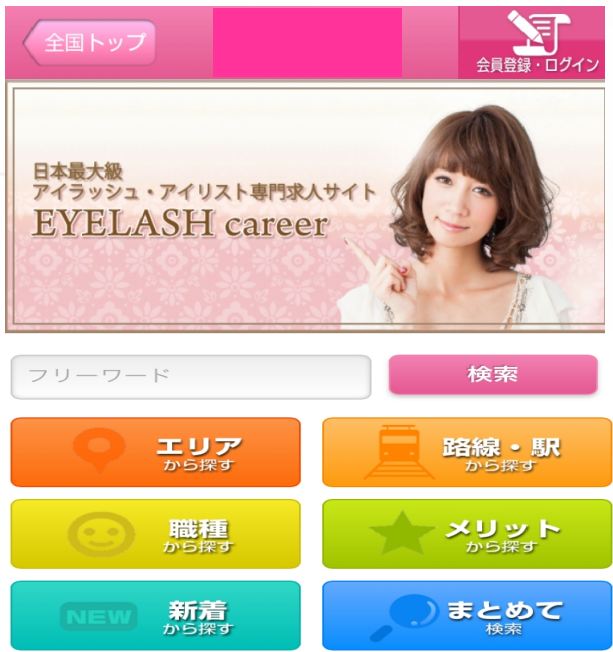 全国トップ
会員登録・ログイン
日本最大級
アイラッシュ・アイリスト専門求人サイト
EYELASH career
フリーワード
検索
エリア
から探す
路線・駅
から探す
職種
から探す
メリット
から探す
NEW
新着
から探す
まとめて
検索